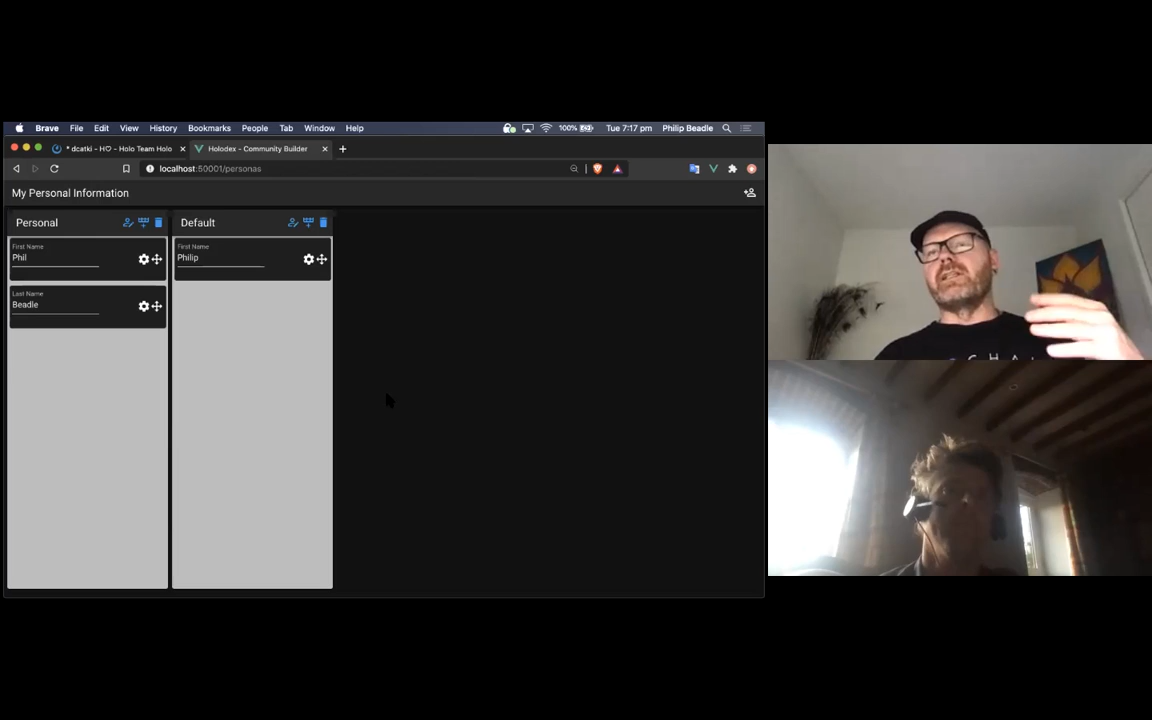 Brave File Edit View History Bookmarks People Tab Window Help 100% Tue 7:17 pm Philip Beadle
* dcatki - H♡ - Holo Team Holo
Holodex - Community Builder
localhost:50001/personas
My Personal Information
Personal
First Name
Phil
Last Name
Beadle
Default
First Name
Philip
CHA